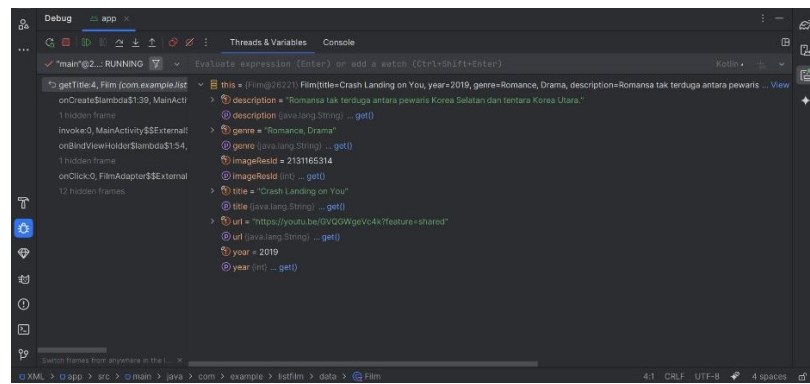 Debug app
Threads & Variables Console
"main"@2...: RUNNING
Evaluate expression (Enter) or add a watch (Ctrl+Shift+Enter)
Kotlin
getTitle:4, Film (com.example.list
this = {Film@26221} Film(title=Crash Landing on You, year=2019, genre=Romance, Drama, description=Romansa tak terduga antara pewaris ... View
onCreate$lambda$1:39, MainActi
description = "Romansa tak terduga antara pewaris Korea Selatan dan tentara Korea Utara."
1 hidden frame
description (java.lang.String) ... get()
invoke:0, MainActivity$$External
genre = "Romance, Drama"
onBindViewHolder$lambda$1:54,
genre (java.lang.String) ... get()
1 hidden frame
imageResId = 2131165314
onClick:0, FilmAdapter$$External
imageResId (int) ... get()
12 hidden frames
title = "Crash Landing on You"
title (java.lang.String) ... get()
url = "https://youtu.be/GVQGWgeVc4k?feature=shared"
url (java.lang.String) ... get()
year = 2019
year (int) ... get()
Switch frames from anywhere in the I...
XML > app > src > main > java > com > example > listfilm > data > Film
4:1 CRLF UTF-8 4 spaces